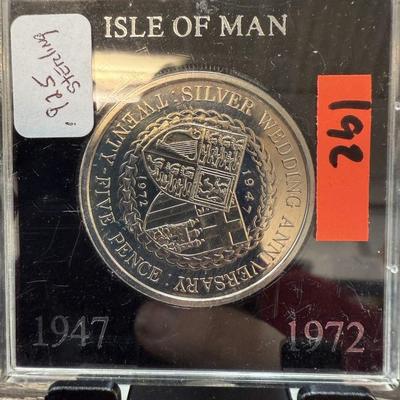 ISLE OF MAN
.925
Sterling
192
TWENTY-FIVE PENCE: SILVER WEDDING ANNIVERSARY:
1947
1972
1947
1972